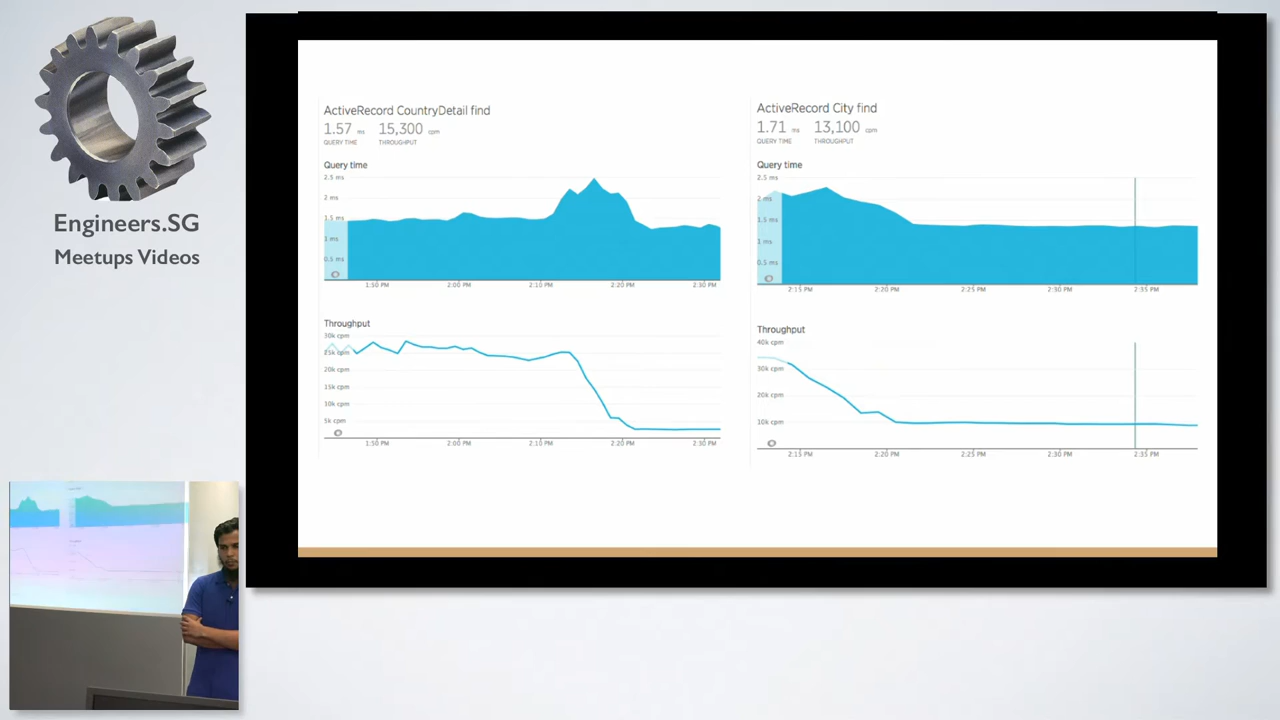 Engineers.SG
Meetups Videos
ActiveRecord CountryDetail find
1.57 ms 15,300 cpm
QUERY TIME THROUGHPUT
Query time
2.5 ms
2 ms
1.5 ms
1 ms
0.5 ms
1:50 PM 2:00 PM 2:10 PM 2:20 PM 2:30 PM
Throughput
30k cpm
25k cpm
20k cpm
15k cpm
10k cpm
5k cpm
1:50 PM 2:00 PM 2:10 PM 2:20 PM 2:30 PM
ActiveRecord City find
1.71 ms 13,100 cpm
QUERY TIME THROUGHPUT
Query time
2.5 ms
2 ms
1.5 ms
1 ms
0.5 ms
2:15 PM 2:20 PM 2:25 PM 2:30 PM 2:35 PM
Throughput
40k cpm
30k cpm
20k cpm
10k cpm
2:15 PM 2:20 PM 2:25 PM 2:30 PM 2:35 PM